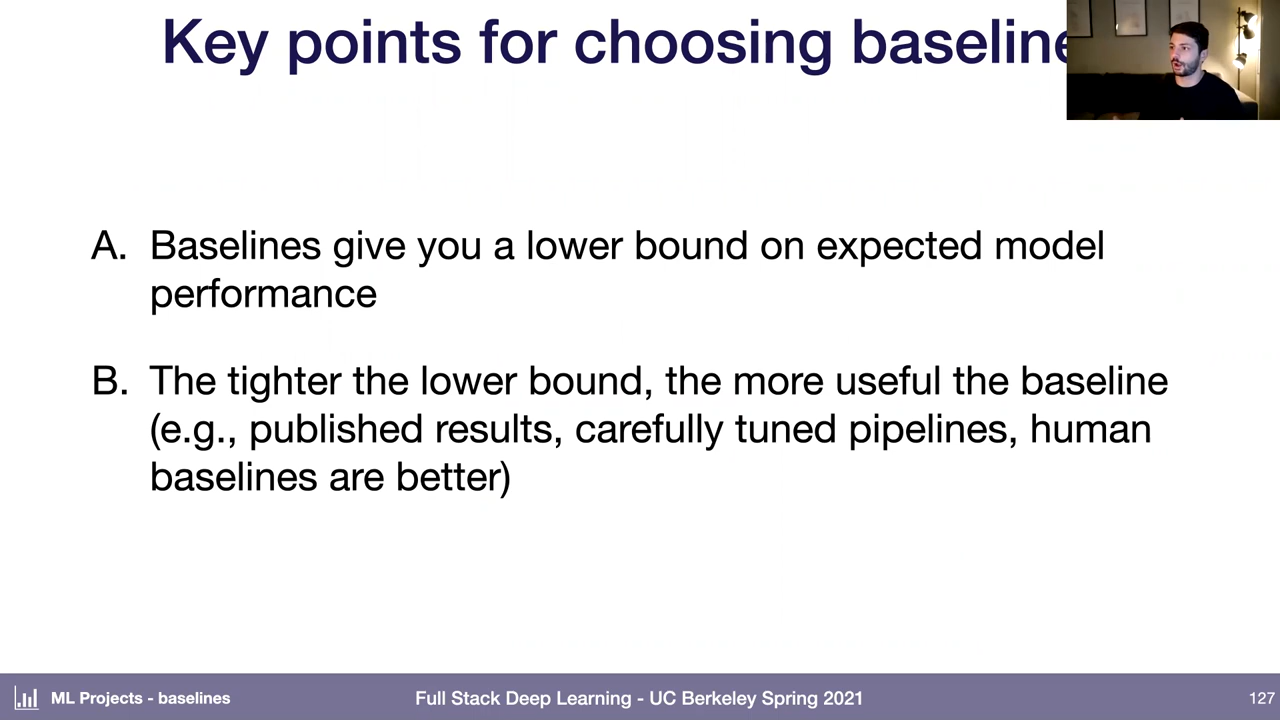 Key points for choosing baseline
A. Baselines give you a lower bound on expected model
performance
B. The tighter the lower bound, the more useful the baseline
(e.g., published results, carefully tuned pipelines, human
baselines are better)
ML Projects - baselines
Full Stack Deep Learning - UC Berkeley Spring 2021
127